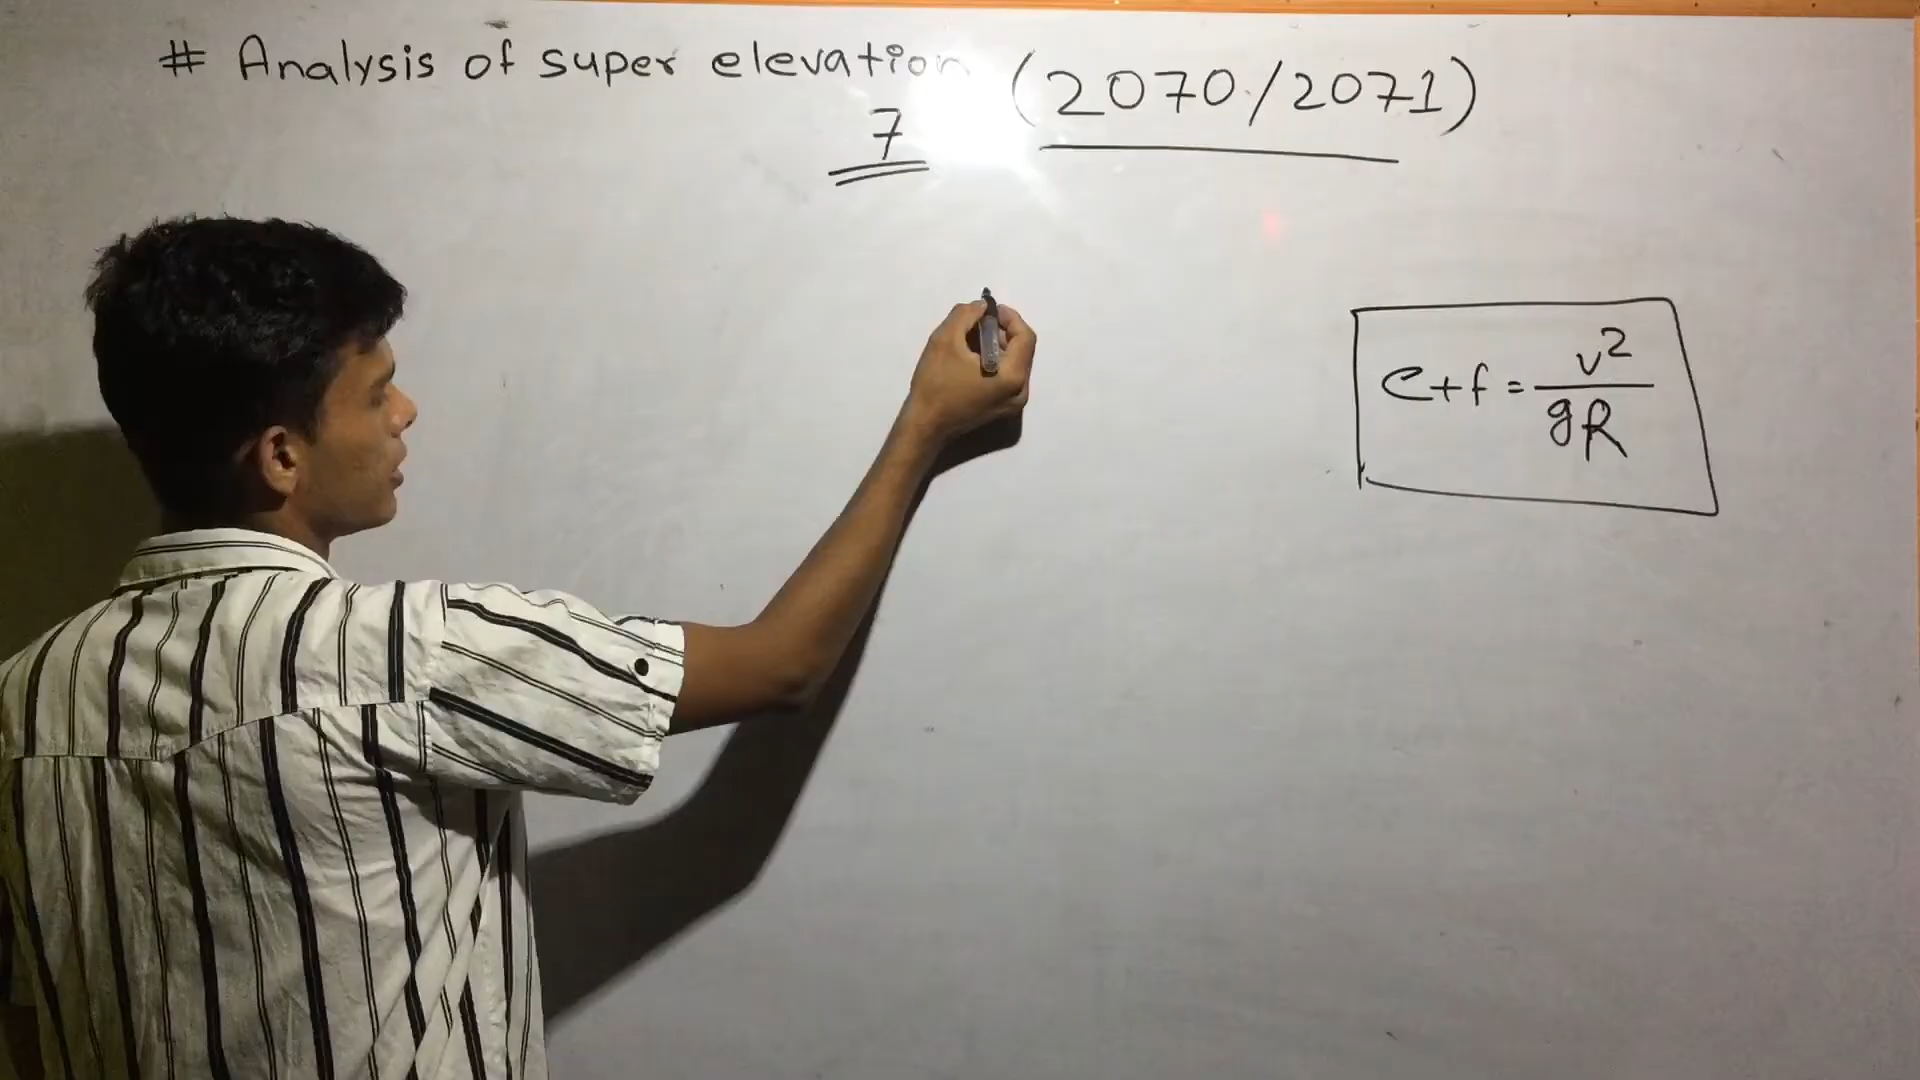 # Analysis of super elevation (2070/2071)
7
e+f = v²/gR